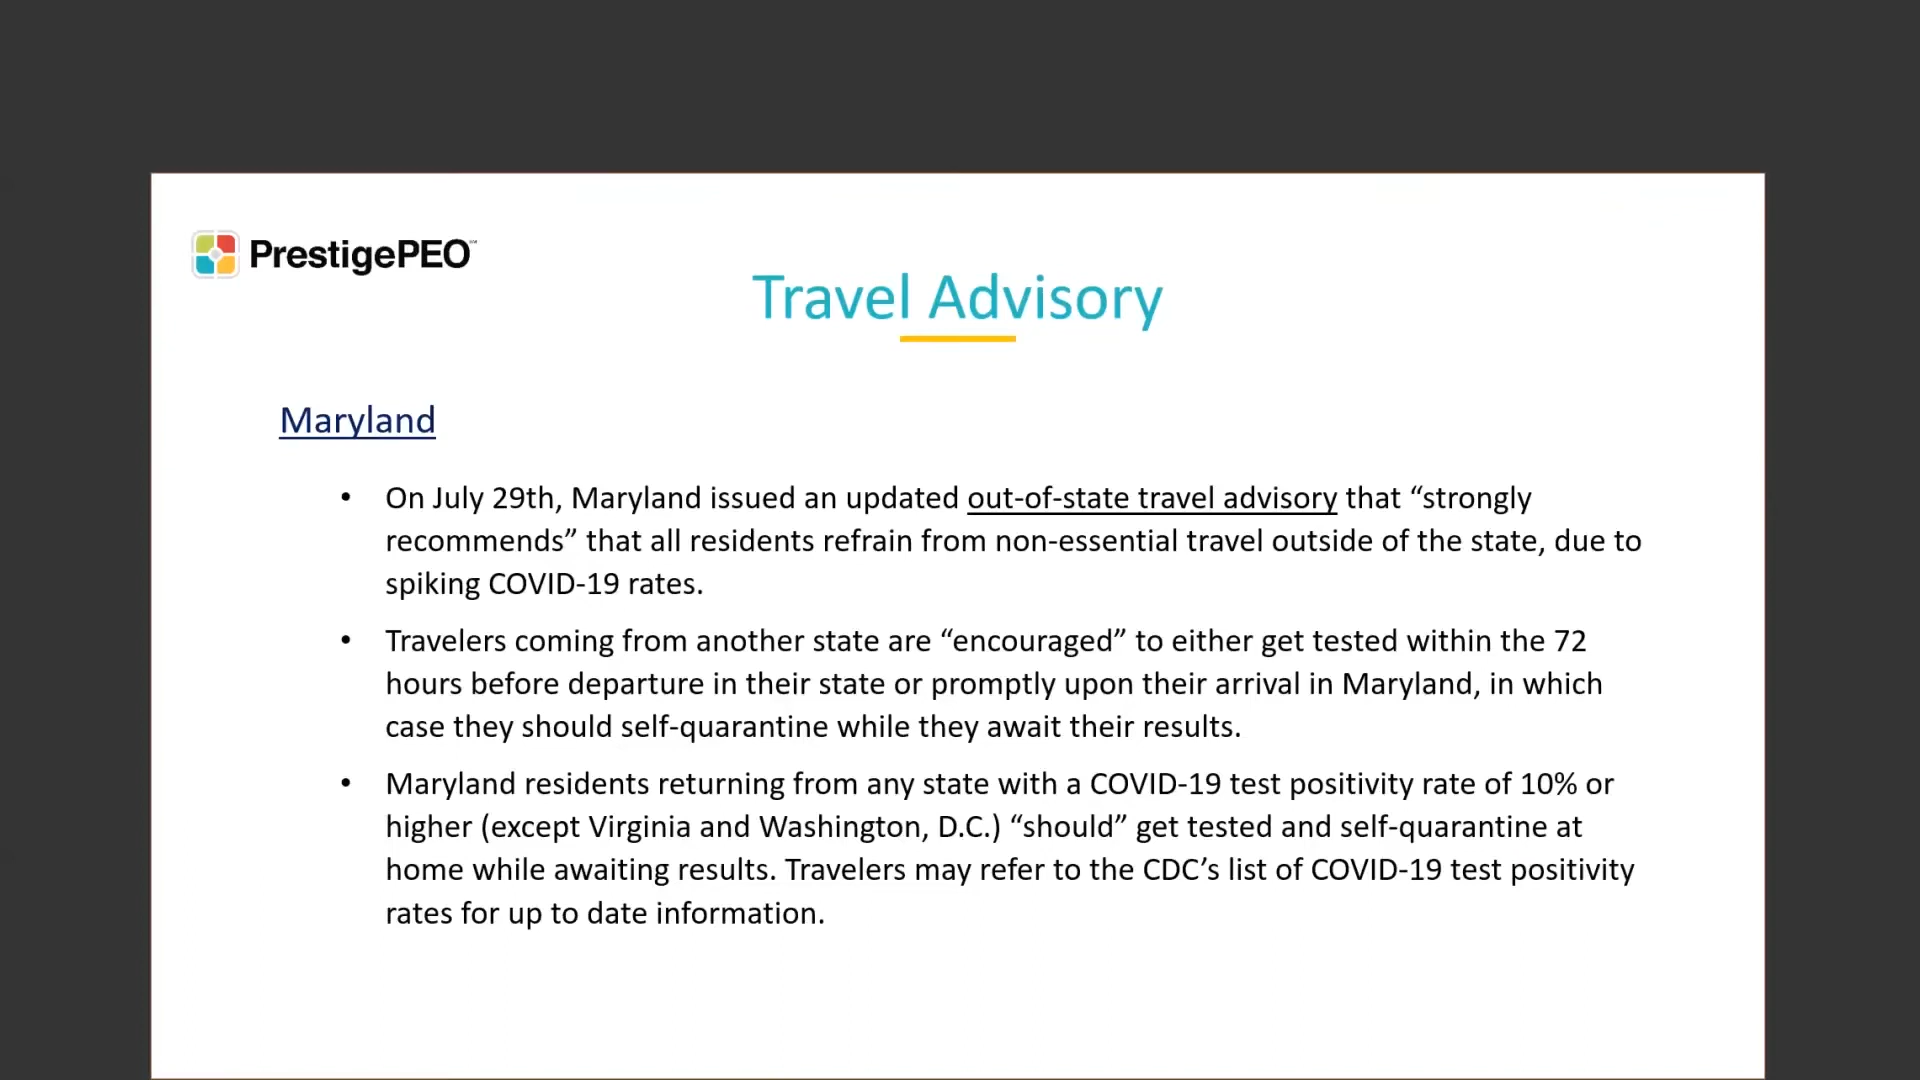 PrestigePEO
Travel Advisory
Maryland
• On July 29th, Maryland issued an updated out-of-state travel advisory that “strongly
recommends” that all residents refrain from non-essential travel outside of the state, due to
spiking COVID-19 rates.
• Travelers coming from another state are “encouraged” to either get tested within the 72
hours before departure in their state or promptly upon their arrival in Maryland, in which
case they should self-quarantine while they await their results.
• Maryland residents returning from any state with a COVID-19 test positivity rate of 10% or
higher (except Virginia and Washington, D.C.) “should” get tested and self-quarantine at
home while awaiting results. Travelers may refer to the CDC’s list of COVID-19 test positivity
rates for up to date information.